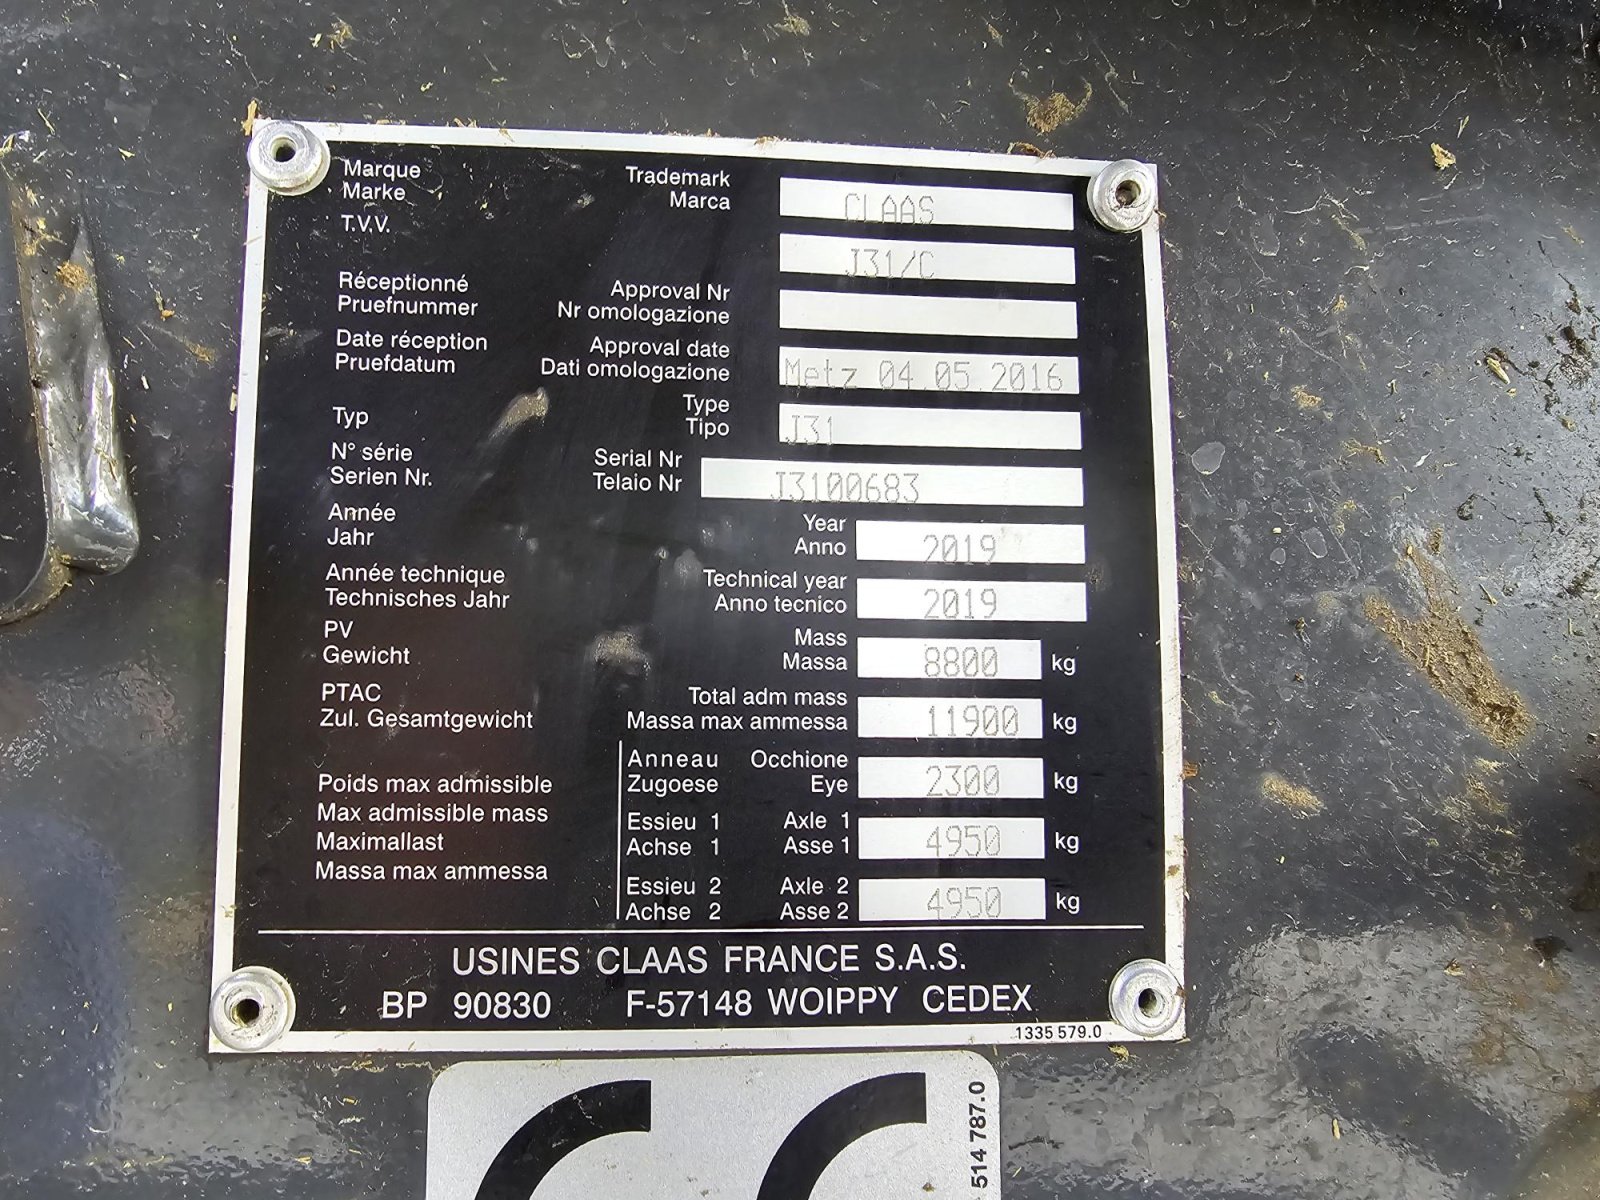 Marque Trademark CLAAS
Marke Marca
T.V.V. J31/C
Réceptionné Approval Nr
Pruefnummer Nr omologazione
Date réception Approval date
Pruefdatum Dati omologazione Metz 04.05.2016
Typ Type J31
Tipo
N° série Serial Nr J3100683
Serien Nr. Telaio Nr
Année Year 2019
Jahr Anno
Année technique Technical year 2019
Technisches Jahr Anno tecnico
PV Mass 8800 kg
Gewicht Massa
PTAC Total adm mass 11900 kg
Zul. Gesamtgewicht Massa max ammessa
Poids max admissible
Max admissible mass
Maximallast
Massa max ammessa
Anneau Occhione 2300 kg
Zugoese Eye
Essieu 1 Axle 1 4950 kg
Achse 1 Asse 1
Essieu 2 Axle 2 4950 kg
Achse 2 Asse 2
USINES CLAAS FRANCE S.A.S.
BP 90830 F-57148 WOIPPY CEDEX
1335 579.0
CE
514 787.0